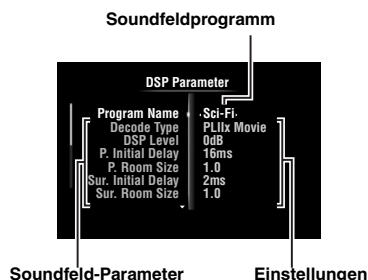 Soundfeldprogramm
DSP Parameter
Program Name Sci-Fi
Decode Type PLIIx Movie
DSP Level 0dB
P. Initial Delay 16ms
P. Room Size 1.0
Sur. Initial Delay 2ms
Sur. Room Size 1.0
Soundfeld-Parameter Einstellungen